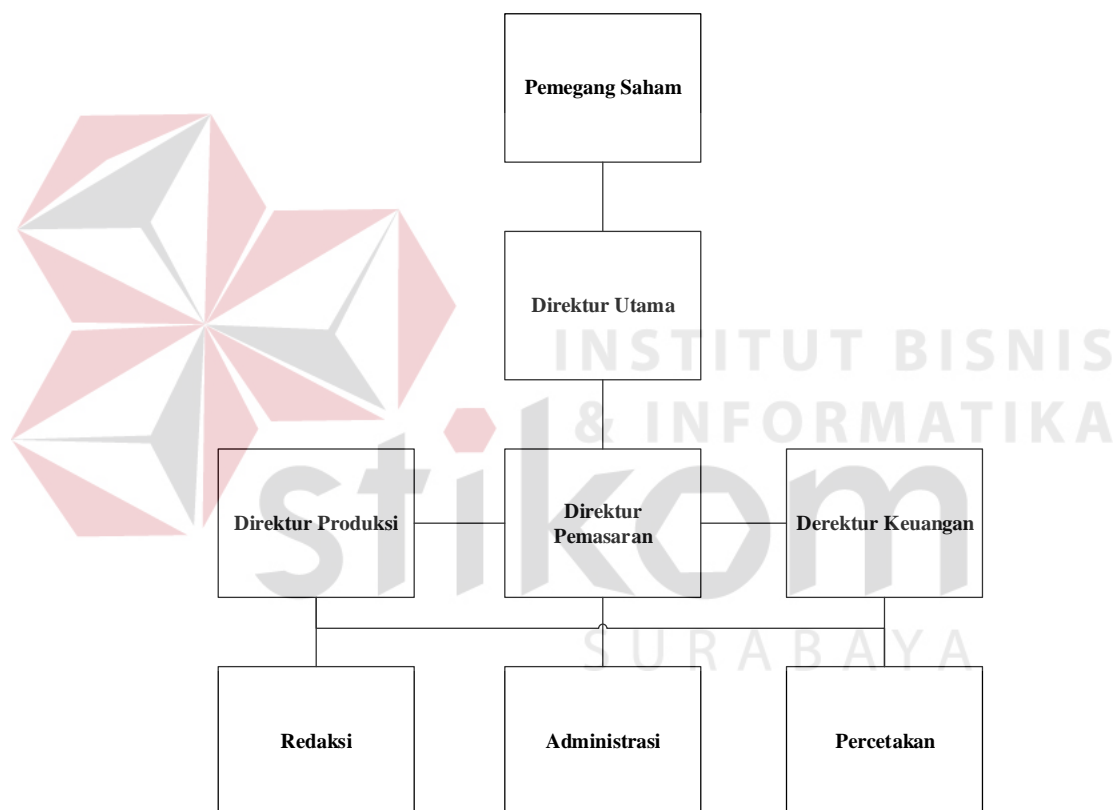 Pemegang Saham
Direktur Utama
INSTITUT BISNIS
& INFORMATIKA
stikom
SURABAYA
Direktur Produksi
Direktur
Pemasaran
Derektur Keuangan
Redaksi
Administrasi
Percetakan